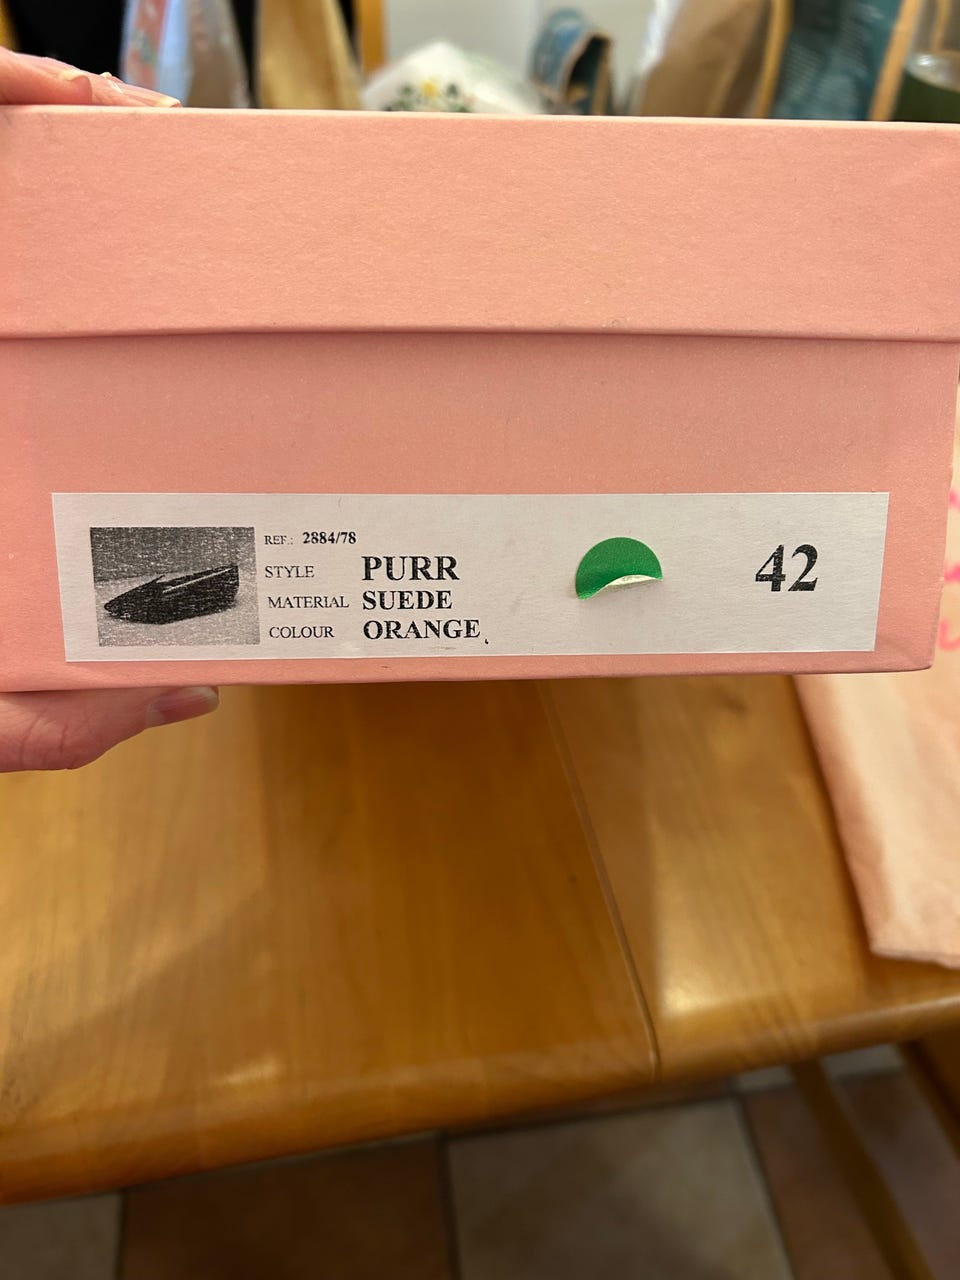 REF.: 2884/78
STYLE PURR
MATERIAL SUEDE
COLOUR ORANGE
42